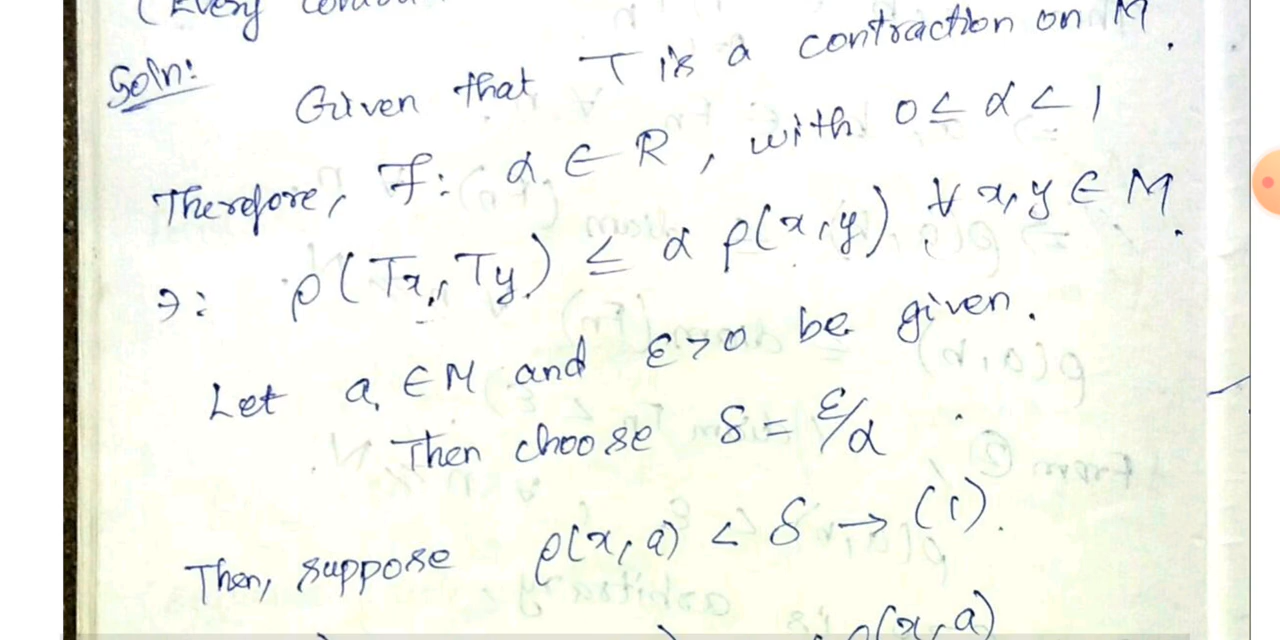 (Every
Soln:
Given that T is a contraction on M.
Therefore, ∃: α ∈ R, with 0 ≤ α < 1
∋: ρ(Tx, Ty) ≤ α ρ(x, y) ∀ x, y ∈ M.
Let a ∈ M and ε > 0 be given.
Then choose δ = ε/α
Then, suppose ρ(x, a) < δ → (1).
ρ(x, a)